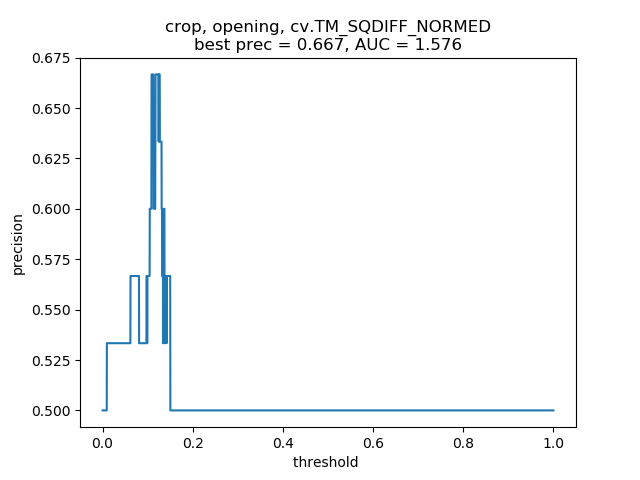 crop, opening, cv.TM_SQDIFF_NORMED
best prec = 0.667, AUC = 1.576
0.675
0.650
0.625
0.600
0.575
0.550
0.525
0.500
precision
0.0 0.2 0.4 0.6 0.8 1.0
threshold